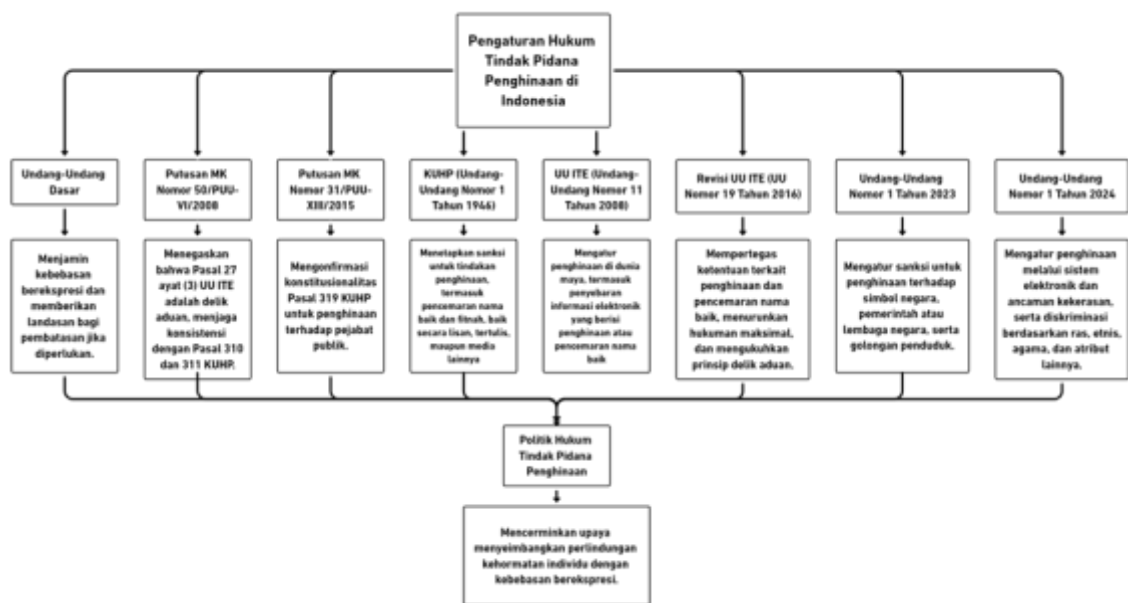 Pengaturan Hukum
Tindak Pidana
Penghinaan di
Indonesia
Undang-Undang
Dasar
Putusan MK
Nomor 50/PUU-
VI/2008
Putusan MK
Nomor 31/PUU-
XIII/2015
KUHP (Undang-
Undang Nomor 1
Tahun 1946)
UU ITE (Undang-
Undang Nomor 11
Tahun 2008)
Revisi UU ITE (UU
Nomor 19 Tahun 2016)
Undang-Undang
Nomor 1 Tahun 2023
Undang-Undang
Nomor 1 Tahun 2024
Menjamin
kebebasan
berekspresi dan
memberikan
landasan bagi
pembatasan jika
diperlukan.
Menegaskan
bahwa Pasal 27
ayat (3) UU ITE
adalah delik
aduan, menjaga
konsistensi
dengan Pasal 310
dan 311 KUHP.
Mengonfirmasi
konstitusionalitas
Pasal 319 KUHP
untuk penghinaan
terhadap pejabat
publik.
Menetapkan sanksi
untuk tindakan
penghinaan,
termasuk
pencemaran nama
baik dan fitnah, baik
secara lisan, tertulis,
maupun media
lainnya
Mengatur
penghinaan di dunia
maya, termasuk
penyebaran
informasi elektronik
yang berisi
penghinaan atau
pencemaran nama
baik
Mempertegas
ketentuan terkait
penghinaan dan
pencemaran nama
baik, menurunkan
hukuman maksimal,
dan mengukuhkan
prinsip delik aduan.
Mengatur sanksi untuk
penghinaan terhadap
simbol negara,
pemerintah atau
lembaga negara, serta
golongan penduduk.
Mengatur penghinaan
melalui sistem
elektronik dan
ancaman kekerasan,
serta diskriminasi
berdasarkan ras, etnis,
agama, dan atribut
lainnya.
Politik Hukum
Tindak Pidana
Penghinaan
Mencerminkan upaya
menyeimbangkan perlindungan
kehormatan individu dengan
kebebasan berekspresi.